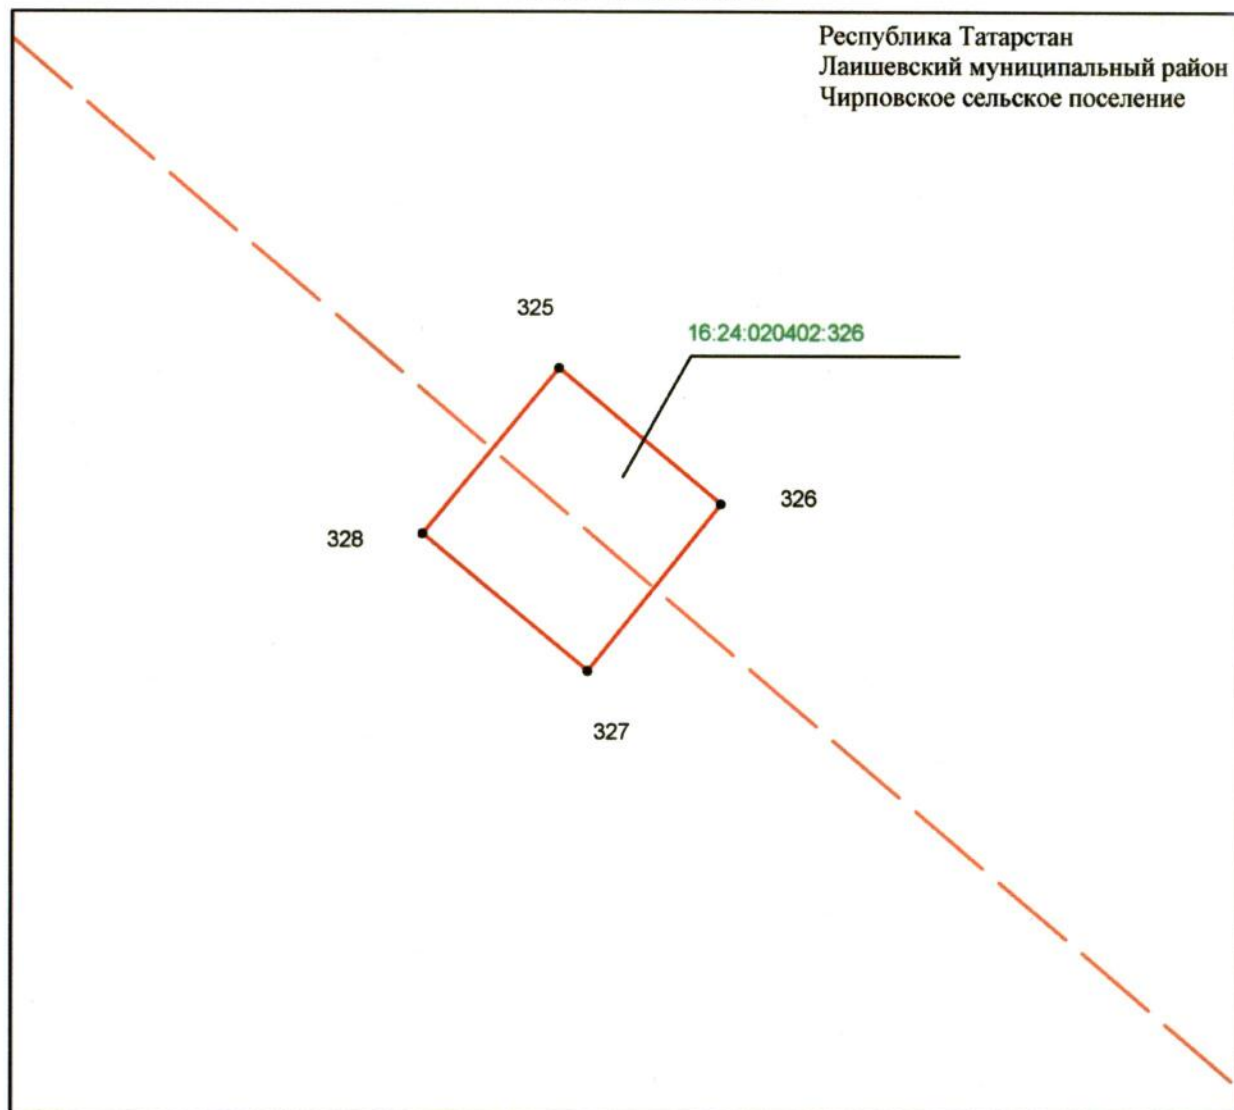 Республика Татарстан
Лаишевский муниципальный район
Чирповское сельское поселение
325
16:24:020402:326
326
328
327